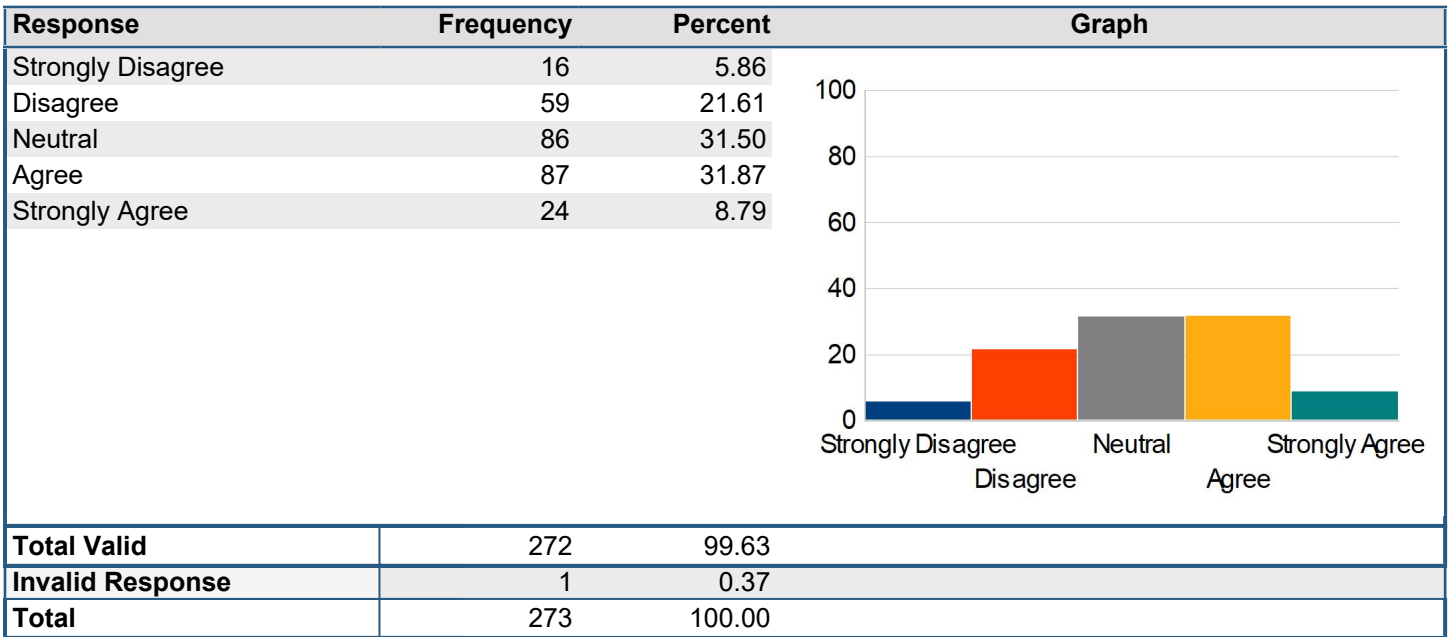 Response Frequency Percent Graph
Strongly Disagree 16 5.86
Disagree 59 21.61
Neutral 86 31.50
Agree 87 31.87
Strongly Agree 24 8.79
100
80
60
40
20
0
Strongly Disagree Neutral Strongly Agree
Disagree Agree
Total Valid 272 99.63
Invalid Response 1 0.37
Total 273 100.00